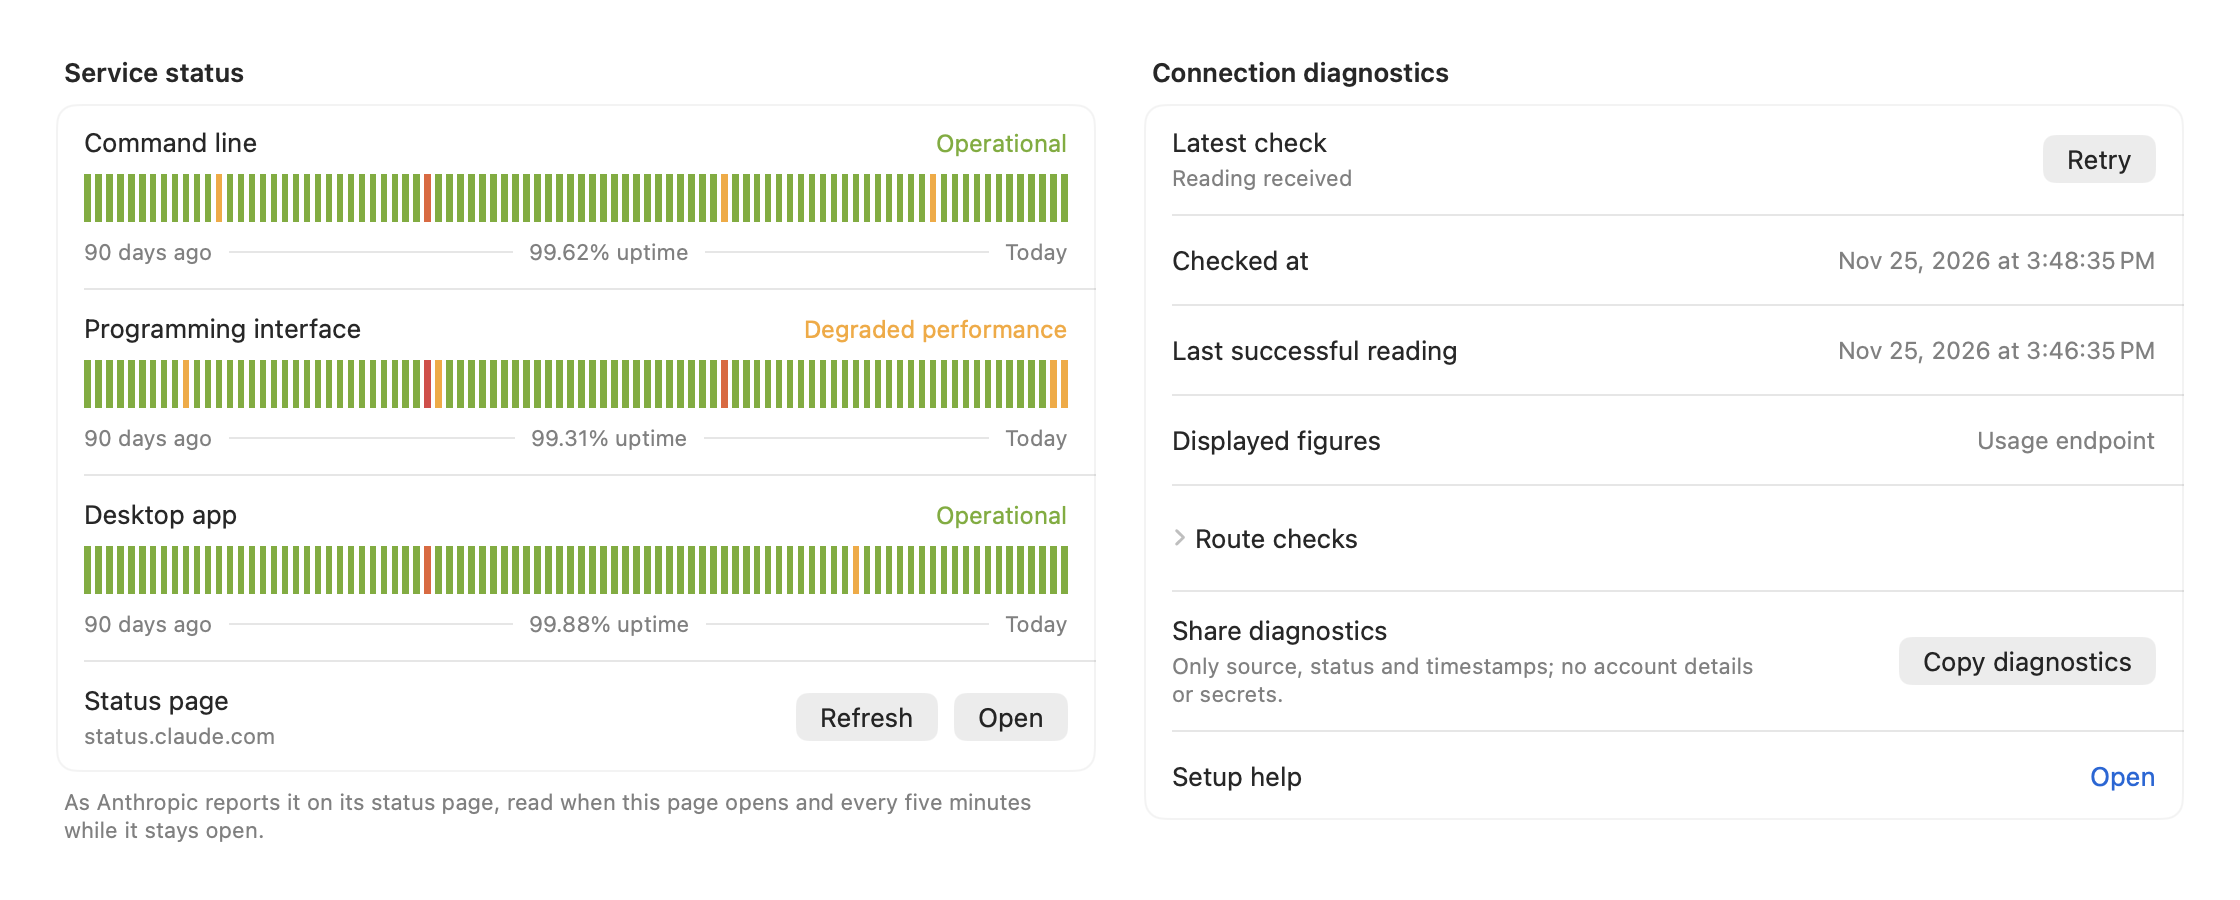 Service status
Command line
Operational
90 days ago
99.62% uptime
Today
Programming interface
Degraded performance
90 days ago
99.31% uptime
Today
Desktop app
Operational
90 days ago
99.88% uptime
Today
Status page
status.claude.com
Refresh
Open
As Anthropic reports it on its status page, read when this page opens and every five minutes
while it stays open.
Connection diagnostics
Latest check
Reading received
Retry
Checked at
Nov 25, 2026 at 3:48:35 PM
Last successful reading
Nov 25, 2026 at 3:46:35 PM
Displayed figures
Usage endpoint
Route checks
Share diagnostics
Only source, status and timestamps; no account details
or secrets.
Copy diagnostics
Setup help
Open